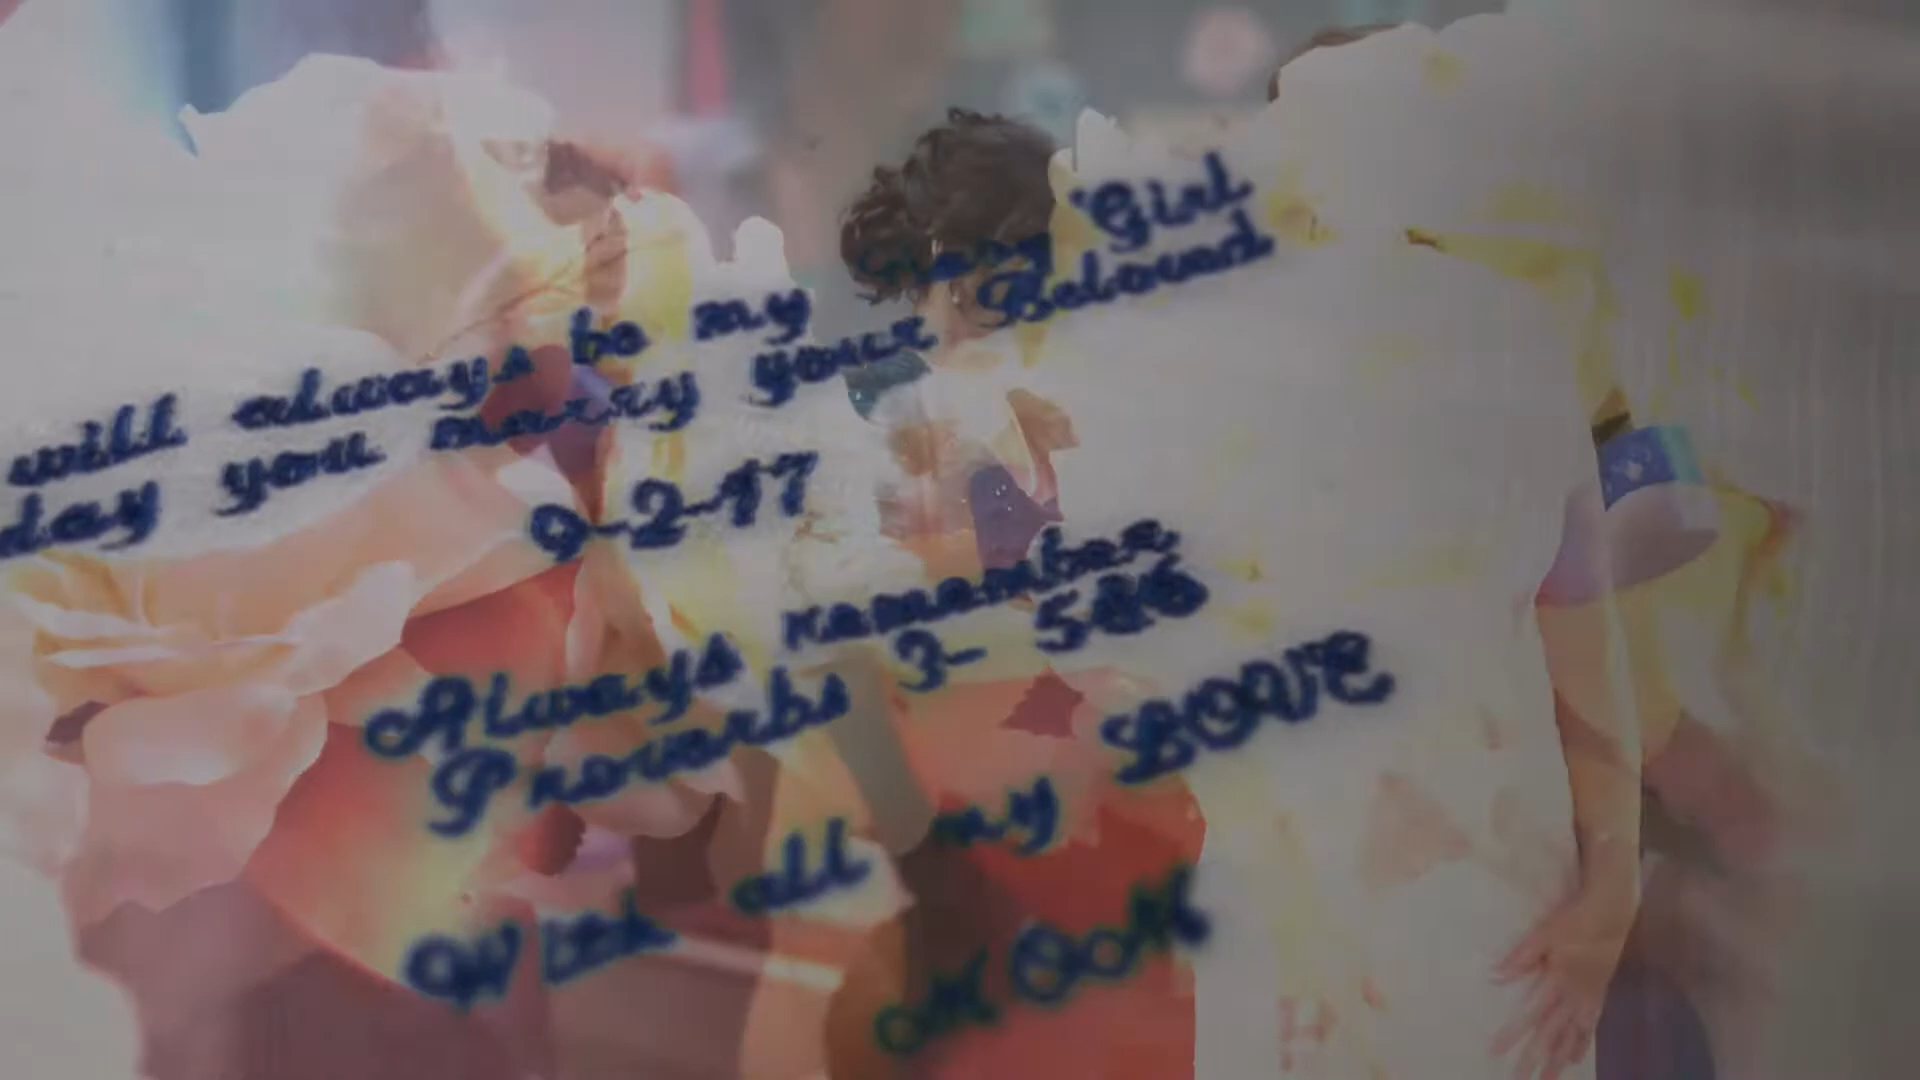 will always be my Girl
day you marry your Beloved
9-2-17
Always remember
Proverbs 3- 5&6
With all my LOVE